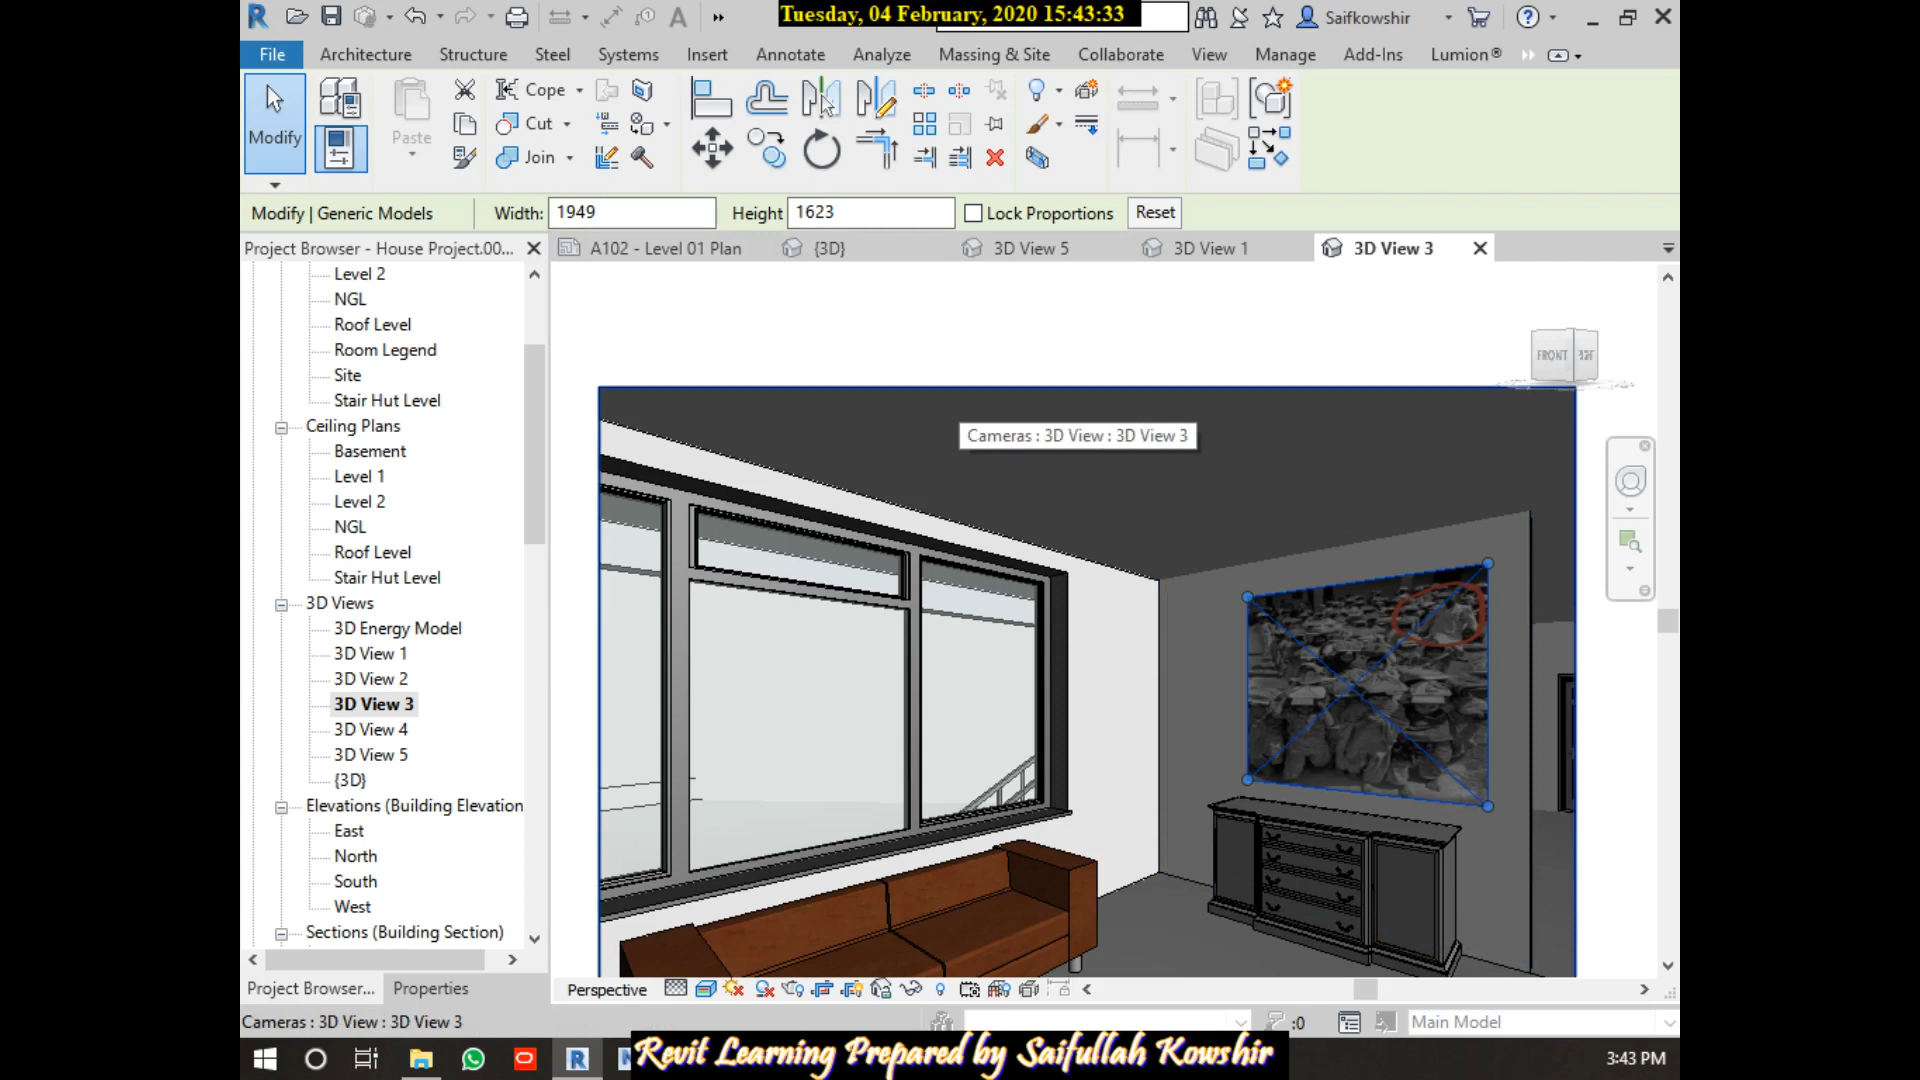 Tuesday, 04 February, 2020 15:43:33
Saifkowshir
File Architecture Structure Steel Systems Insert Annotate Analyze Massing & Site Collaborate View Manage Add-Ins Lumion®
Modify
Paste
Cope
Cut
Join
Modify | Generic Models Width: 1949 Height 1623 Lock Proportions Reset
Project Browser - House Project.00...
A102 - Level 01 Plan {3D} 3D View 5 3D View 1 3D View 3
Level 2
NGL
Roof Level
Room Legend
Site
Stair Hut Level
Ceiling Plans
Basement
Level 1
Level 2
NGL
Roof Level
Stair Hut Level
3D Views
3D Energy Model
3D View 1
3D View 2
3D View 3
3D View 4
3D View 5
{3D}
Elevations (Building Elevation
East
North
South
West
Sections (Building Section)
FRONT
Cameras : 3D View : 3D View 3
Project Browser... Properties
Perspective
Cameras : 3D View : 3D View 3
:0
Main Model
Revit Learning Prepared by Saifullah Kowshir
3:43 PM